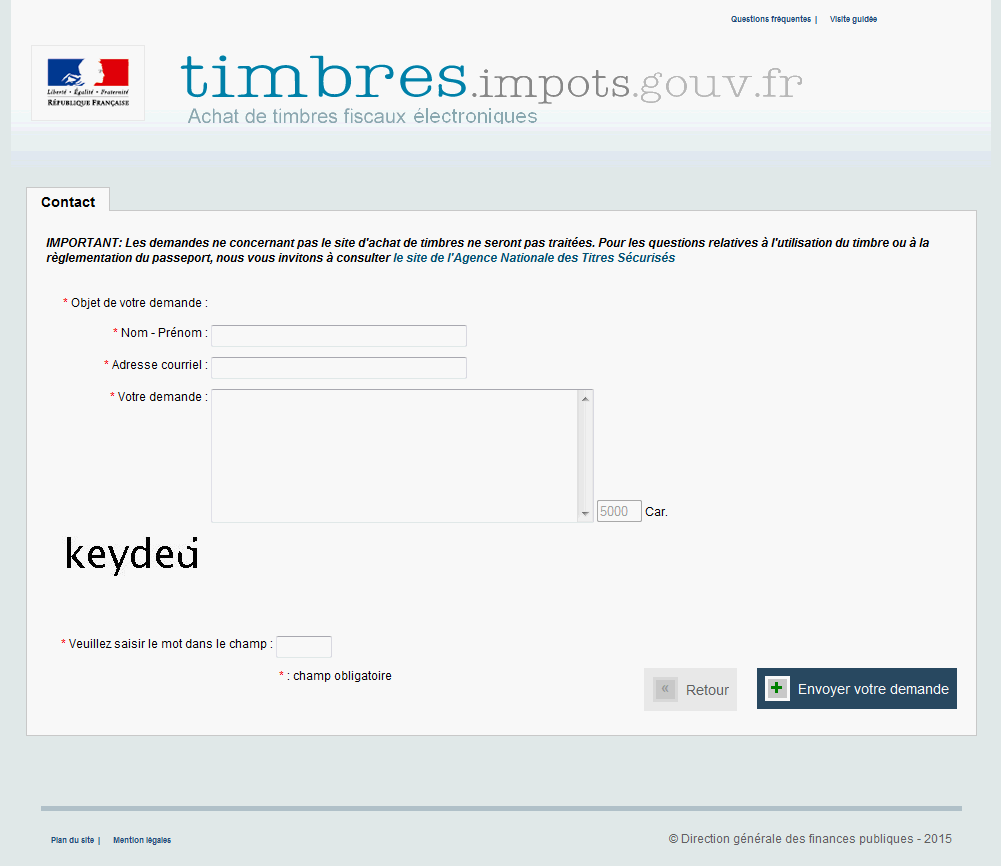 Questions fréquentes | Visite guidée
Liberté • Égalité • Fraternité
RÉPUBLIQUE FRANÇAISE
timbres.impots.gouv.fr
Achat de timbres fiscaux électroniques
Contact
IMPORTANT: Les demandes ne concernant pas le site d'achat de timbres ne seront pas traitées. Pour les questions relatives à l'utilisation du timbre ou à la
règlementation du passeport, nous vous invitons à consulter le site de l'Agence Nationale des Titres Sécurisés
* Objet de votre demande :
* Nom - Prénom :
* Adresse courriel :
* Votre demande :
5000 Car.
* Veuillez saisir le mot dans le champ :
* : champ obligatoire
« Retour
Envoyer votre demande
Plan du site | Mention légales
© Direction générale des finances publiques - 2015